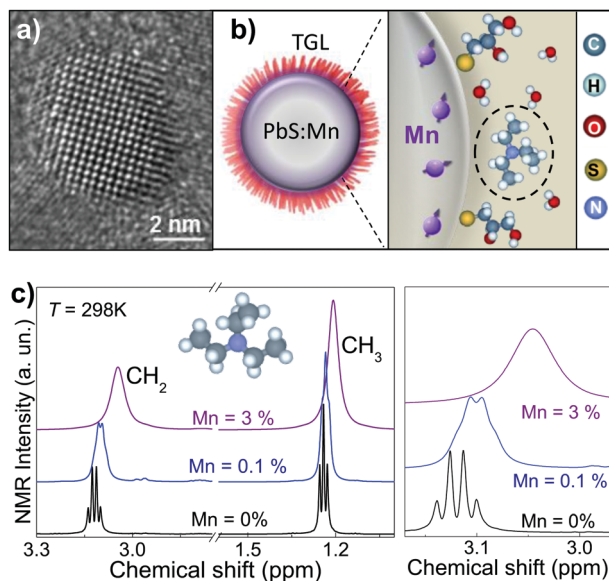 a)
2 nm
b)
TGL
PbS:Mn
Mn
C
H
O
S
N
c)
T = 298K
CH2
CH3
Mn = 3 %
Mn = 0.1 %
Mn = 0%
NMR Intensity (a. un.)
3.3 3.0 1.5 1.2
Chemical shift (ppm)
Mn = 3 %
Mn = 0.1 %
Mn = 0%
3.1 3.0
Chemical shift (ppm)